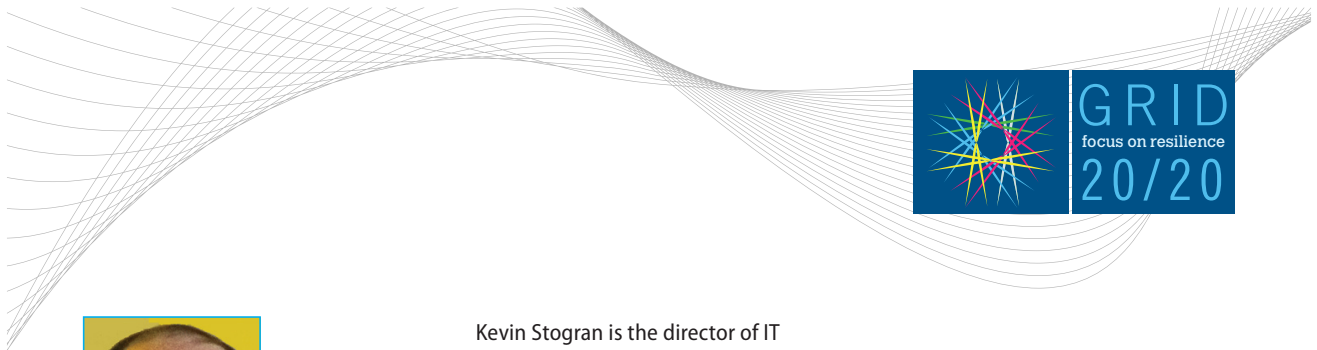 GRID
focus on resilience
20/20
Kevin Stogran is the director of IT